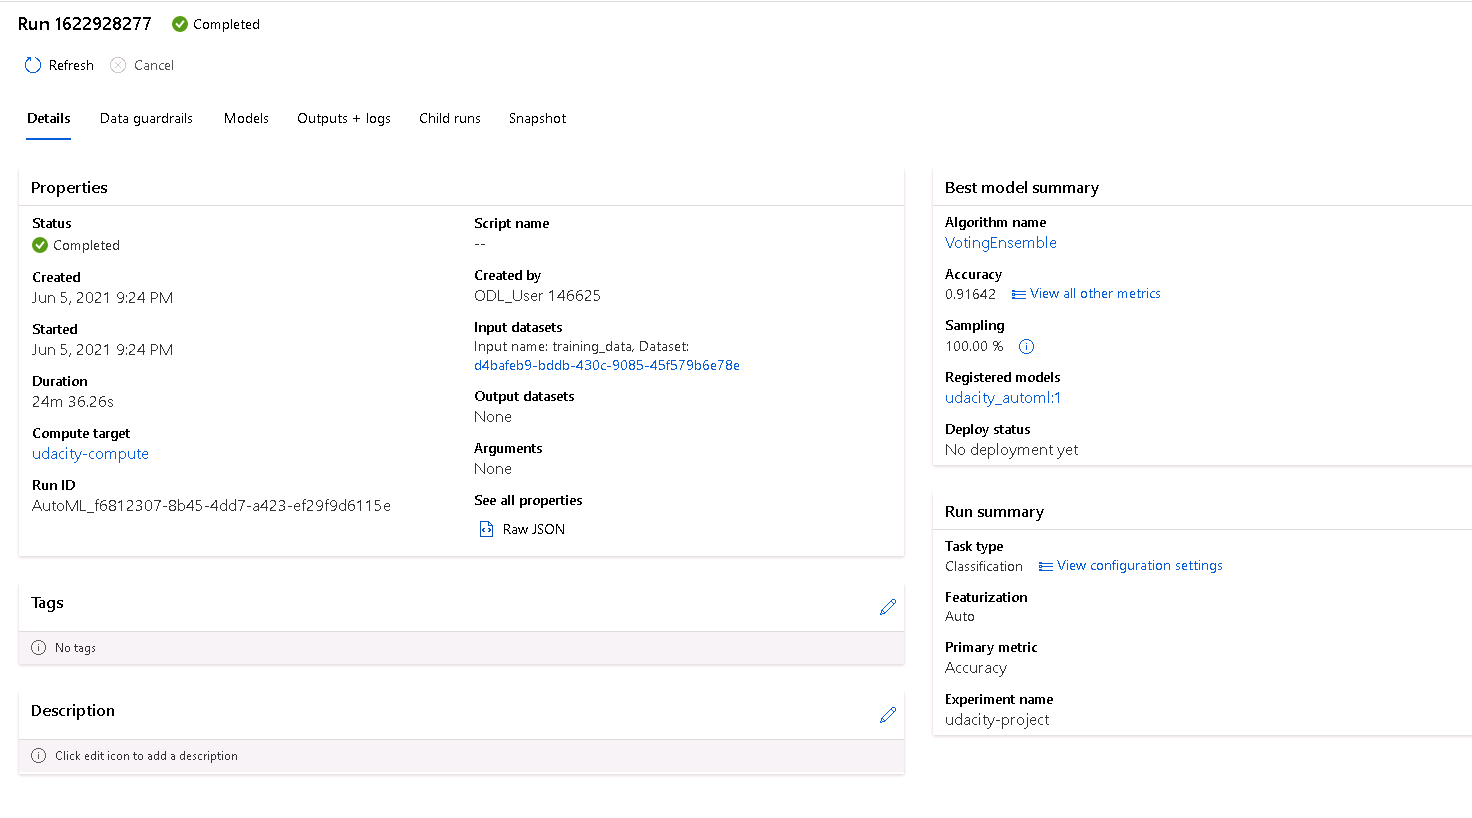 Run 1622928277 Completed
Refresh Cancel
Details Data guardrails Models Outputs + logs Child runs Snapshot
Properties
Status
Completed
Created
Jun 5, 2021 9:24 PM
Started
Jun 5, 2021 9:24 PM
Duration
24m 36.26s
Compute target
udacity-compute
Run ID
AutoML_f6812307-8b45-4dd7-a423-ef29f9d6115e
Script name
--
Created by
ODL_User 146625
Input datasets
Input name: training_data, Dataset:
d4bafeb9-bddb-430c-9085-45f579b6e78e
Output datasets
None
Arguments
None
See all properties
Raw JSON
Tags
No tags
Description
Click edit icon to add a description
Best model summary
Algorithm name
VotingEnsemble
Accuracy
0.91642 View all other metrics
Sampling
100.00 %
Registered models
udacity_automl:1
Deploy status
No deployment yet
Run summary
Task type
Classification View configuration settings
Featurization
Auto
Primary metric
Accuracy
Experiment name
udacity-project